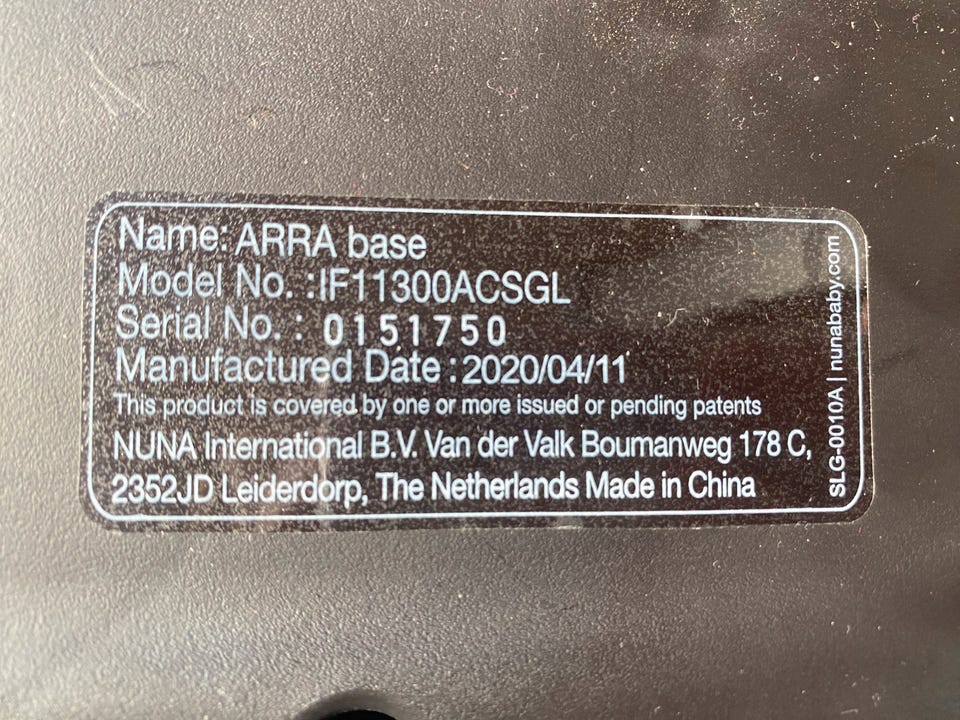 Name: ARRA base
Model No. :IF11300ACSGL
Serial No. : 0151750
Manufactured Date : 2020/04/11
This product is covered by one or more issued or pending patents
NUNA International B.V. Van der Valk Boumanweg 178 C,
2352JD Leiderdorp, The Netherlands Made in China
SLG-0010A | nunababy.com